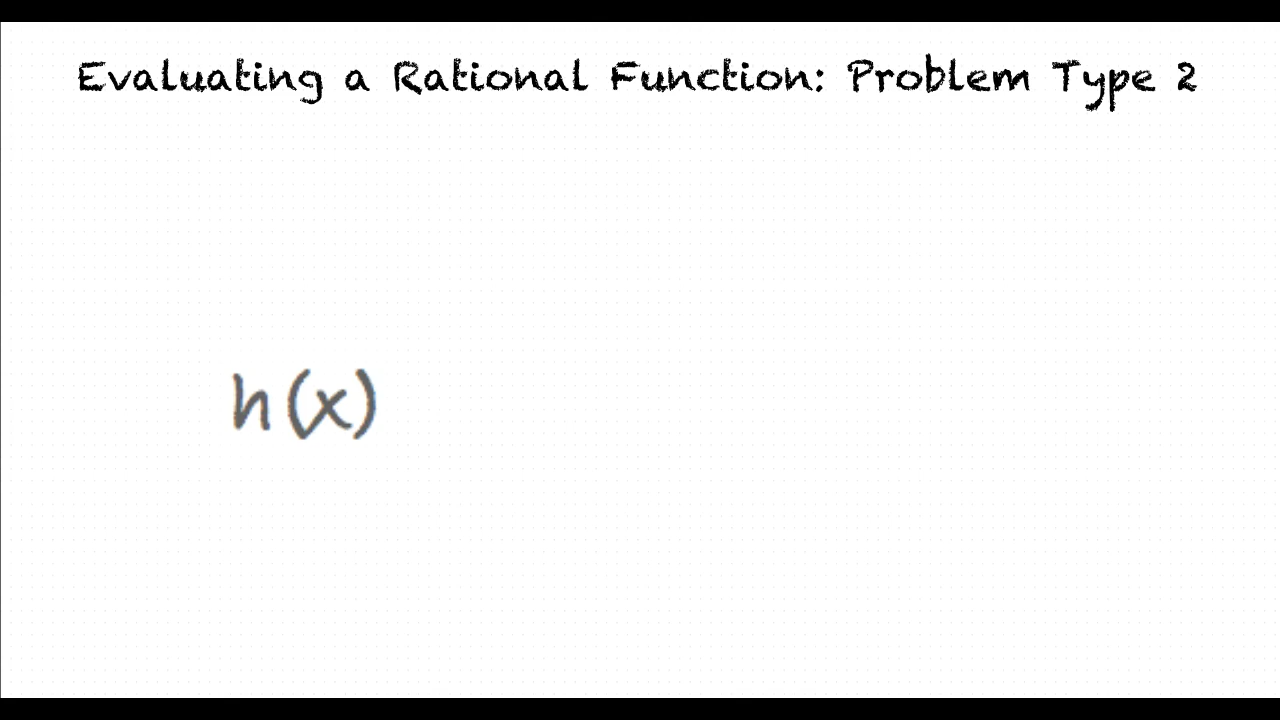 Evaluating a Rational Function: Problem Type 2
h(x)